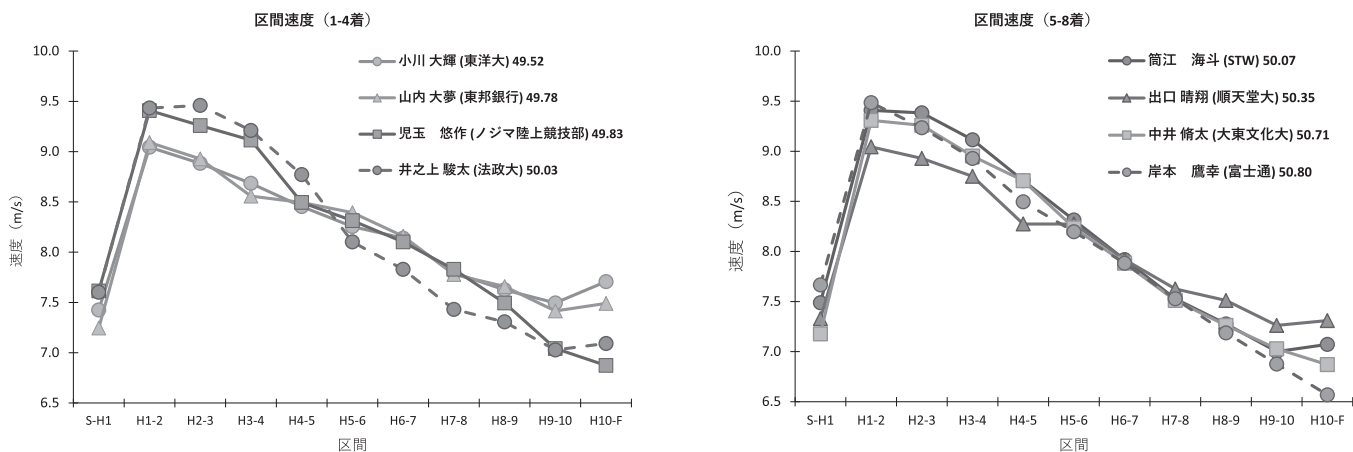 区間速度（1-4着）
10.0
9.5
9.0
8.5
8.0
7.5
7.0
6.5
速度（m/s）
小川 大輝 (東洋大) 49.52
山内 大夢 (東邦銀行) 49.78
児玉　悠作 (ノジマ陸上競技部) 49.83
井之上 駿太 (法政大) 50.03
S-H1 H1-2 H2-3 H3-4 H4-5 H5-6 H6-7 H7-8 H8-9 H9-10 H10-F
区間
区間速度（5-8着）
10.0
9.5
9.0
8.5
8.0
7.5
7.0
6.5
速度（m/s）
筒江　海斗 (STW) 50.07
出口 晴翔 (順天堂大) 50.35
中井 脩太 (大東文化大) 50.71
岸本　鷹幸 (富士通) 50.80
S-H1 H1-2 H2-3 H3-4 H4-5 H5-6 H6-7 H7-8 H8-9 H9-10 H10-F
区間